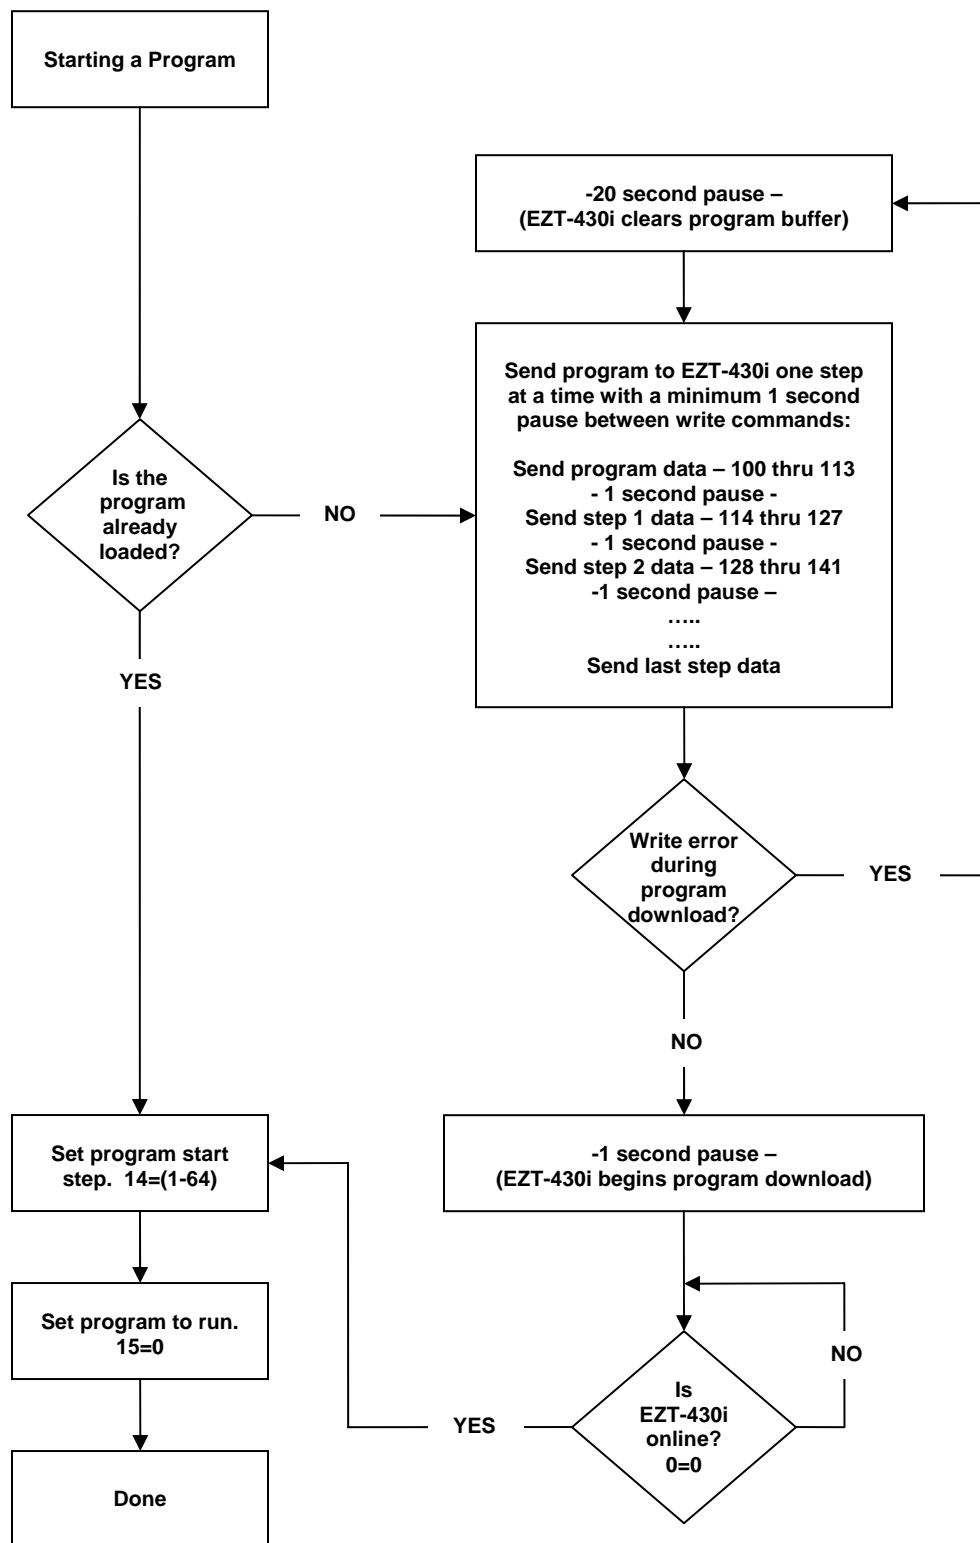 Starting a Program
-20 second pause –
(EZT-430i clears program buffer)
Send program to EZT-430i one step
at a time with a minimum 1 second
pause between write commands:
Send program data – 100 thru 113
- 1 second pause -
Send step 1 data – 114 thru 127
- 1 second pause -
Send step 2 data – 128 thru 141
-1 second pause –
…..
…..
Send last step data
Is the
program
already
loaded?
NO
YES
Write error
during
program
download?
YES
NO
Set program start
step.  14=(1-64)
-1 second pause –
(EZT-430i begins program download)
Set program to run.
15=0
NO
Is
EZT-430i
online?
0=0
YES
Done